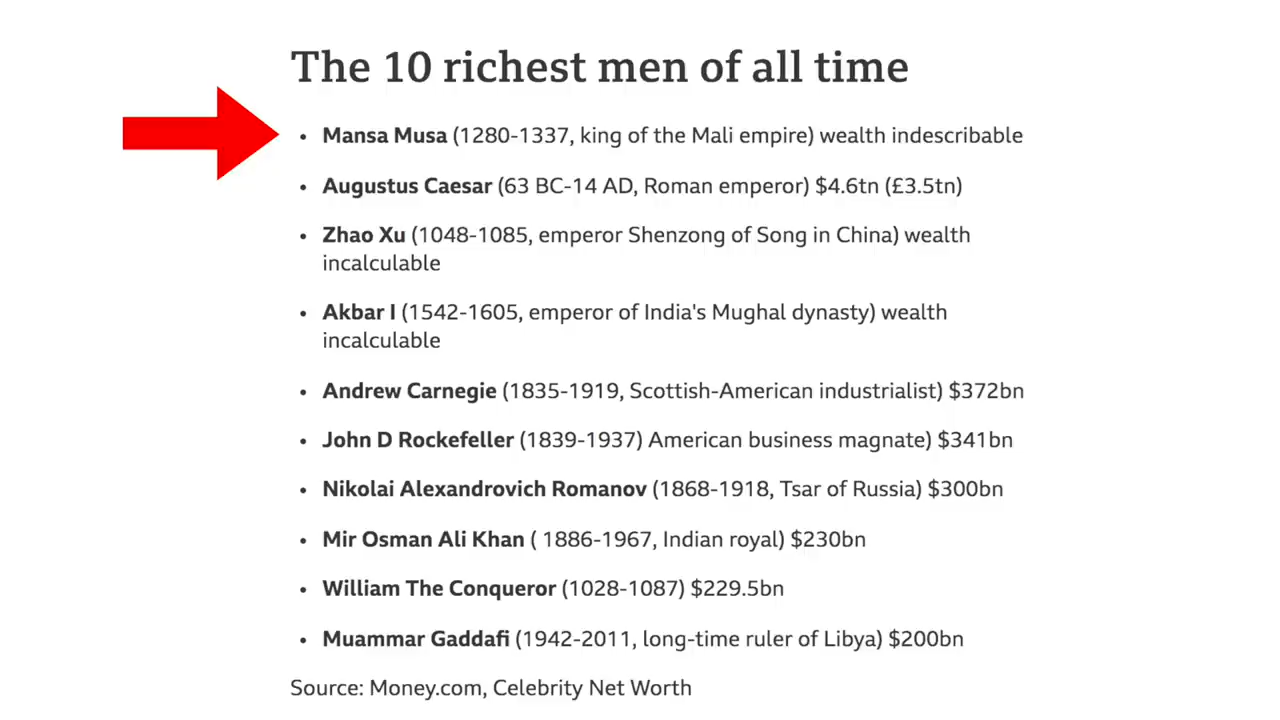 The 10 richest men of all time
• Mansa Musa (1280-1337, king of the Mali empire) wealth indescribable
• Augustus Caesar (63 BC-14 AD, Roman emperor) $4.6tn (£3.5tn)
• Zhao Xu (1048-1085, emperor Shenzong of Song in China) wealth
incalculable
• Akbar I (1542-1605, emperor of India's Mughal dynasty) wealth
incalculable
• Andrew Carnegie (1835-1919, Scottish-American industrialist) $372bn
• John D Rockefeller (1839-1937) American business magnate) $341bn
• Nikolai Alexandrovich Romanov (1868-1918, Tsar of Russia) $300bn
• Mir Osman Ali Khan ( 1886-1967, Indian royal) $230bn
• William The Conqueror (1028-1087) $229.5bn
• Muammar Gaddafi (1942-2011, long-time ruler of Libya) $200bn
Source: Money.com, Celebrity Net Worth